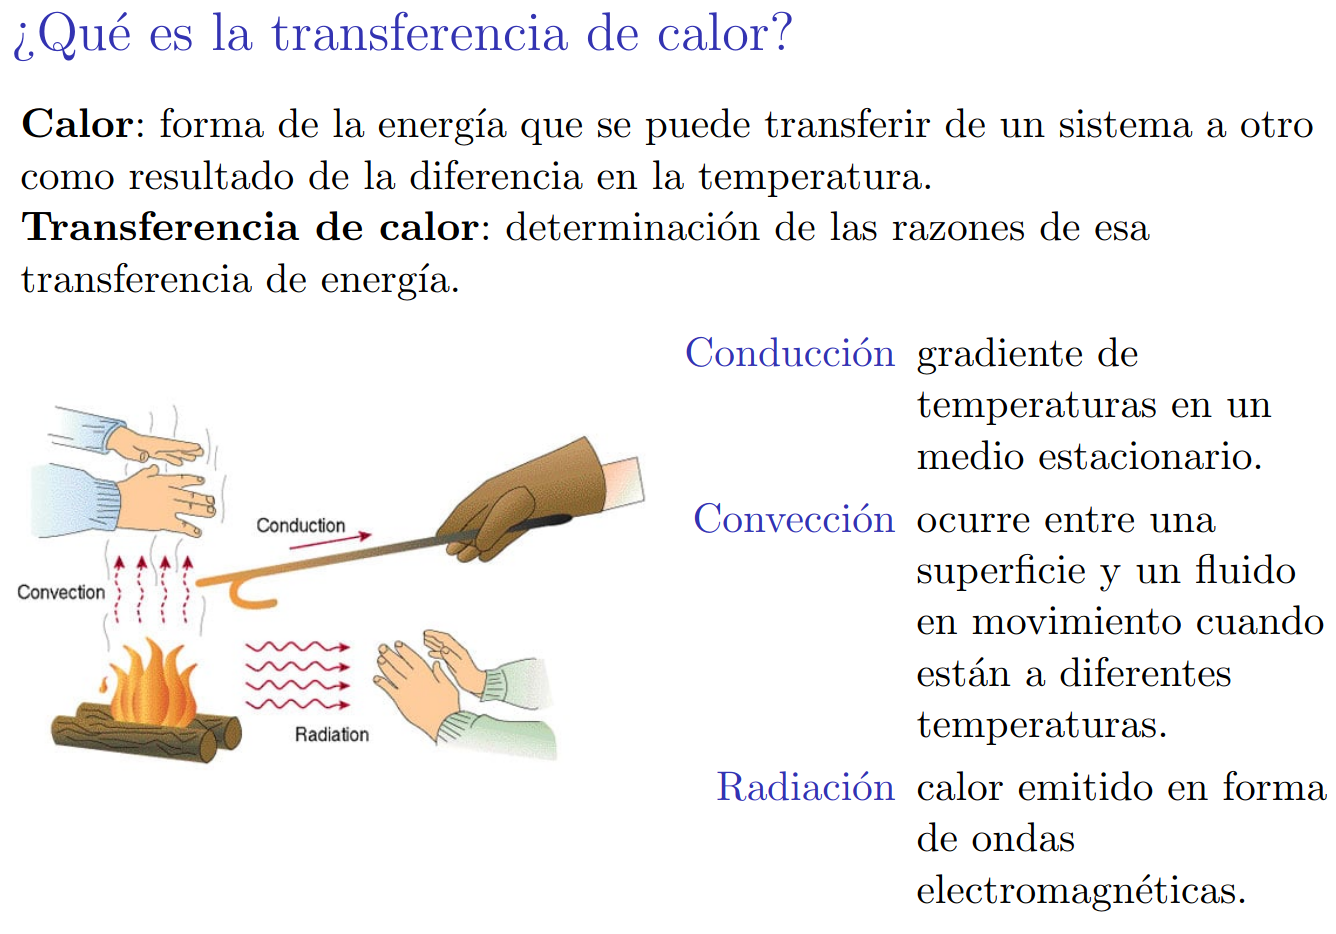 ¿Qué es la transferencia de calor?
Calor: forma de la energía que se puede transferir de un sistema a otro
como resultado de la diferencia en la temperatura.
Transferencia de calor: determinación de las razones de esa
transferencia de energía.
Conduction
Convection
Radiation
Conducción gradiente de
temperaturas en un
medio estacionario.
Convección ocurre entre una
superficie y un fluido
en movimiento cuando
están a diferentes
temperaturas.
Radiación calor emitido en forma
de ondas
electromagnéticas.